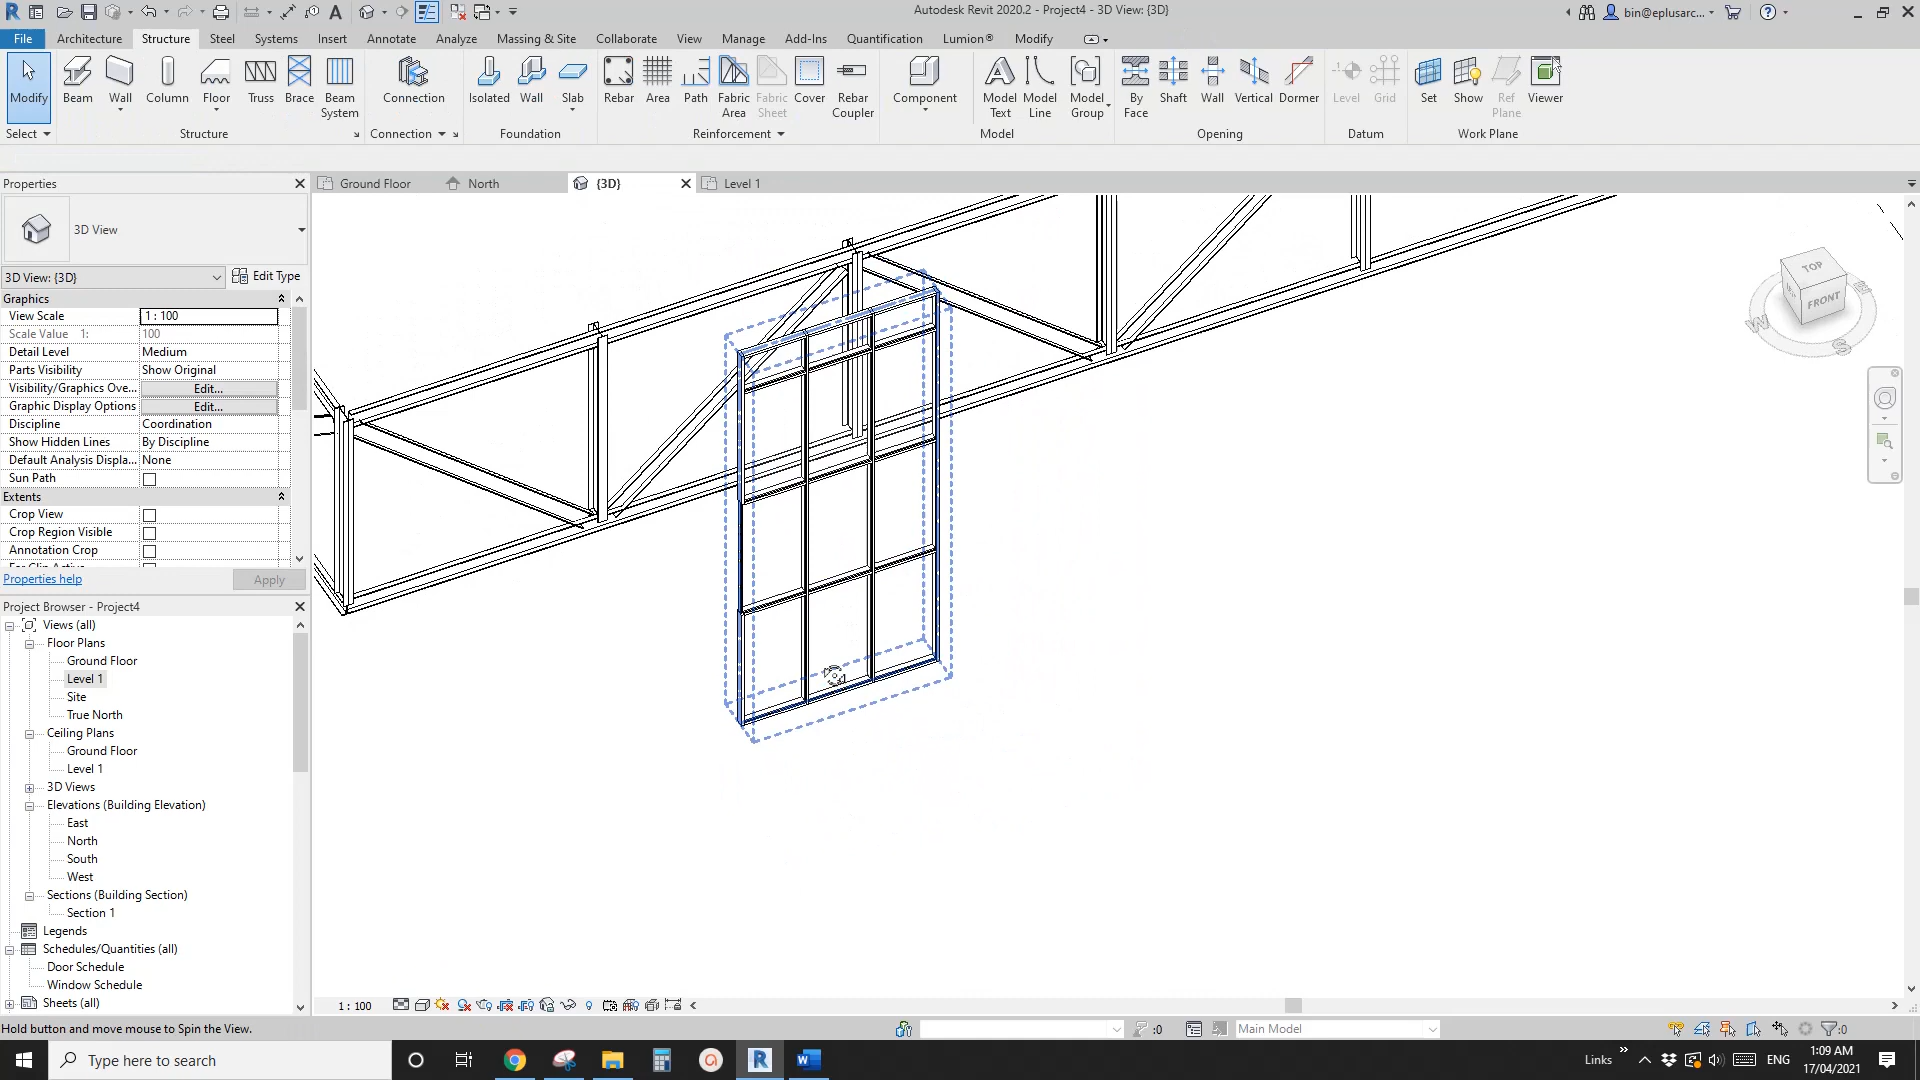 Autodesk Revit 2020.2 - Project4 - 3D View: {3D}
bin@eplusarc...
File Architecture Structure Steel Systems Insert Annotate Analyze Massing & Site Collaborate View Manage Add-Ins Quantification Lumion® Modify
Modify Beam Wall Column Floor Truss Brace Beam System Connection Isolated Wall Slab Rebar Area Path Fabric Area Fabric Sheet Cover Rebar Coupler Component Model Text Model Line Model Group By Face Shaft Wall Vertical Dormer Level Grid Set Show Ref Plane Viewer
Select Structure Connection Foundation Reinforcement Model Opening Datum Work Plane
Properties
Ground Floor North {3D} Level 1
3D View
3D View: {3D} Edit Type
Graphics
View Scale 1 : 100
Scale Value 1: 100
Detail Level Medium
Parts Visibility Show Original
Visibility/Graphics Ove... Edit...
Graphic Display Options Edit...
Discipline Coordination
Show Hidden Lines By Discipline
Default Analysis Displa... None
Sun Path
Extents
Crop View
Crop Region Visible
Annotation Crop
Properties help Apply
Project Browser - Project4
Views (all)
Floor Plans
Ground Floor
Level 1
Site
True North
Ceiling Plans
Ground Floor
Level 1
3D Views
Elevations (Building Elevation)
East
North
South
West
Sections (Building Section)
Section 1
Legends
Schedules/Quantities (all)
Door Schedule
Window Schedule
Sheets (all)
TOP
FRONT
W
S
1 : 100
Hold button and move mouse to Spin the View.
:0
Main Model
:0
Type here to search
Links
ENG
1:09 AM
17/04/2021